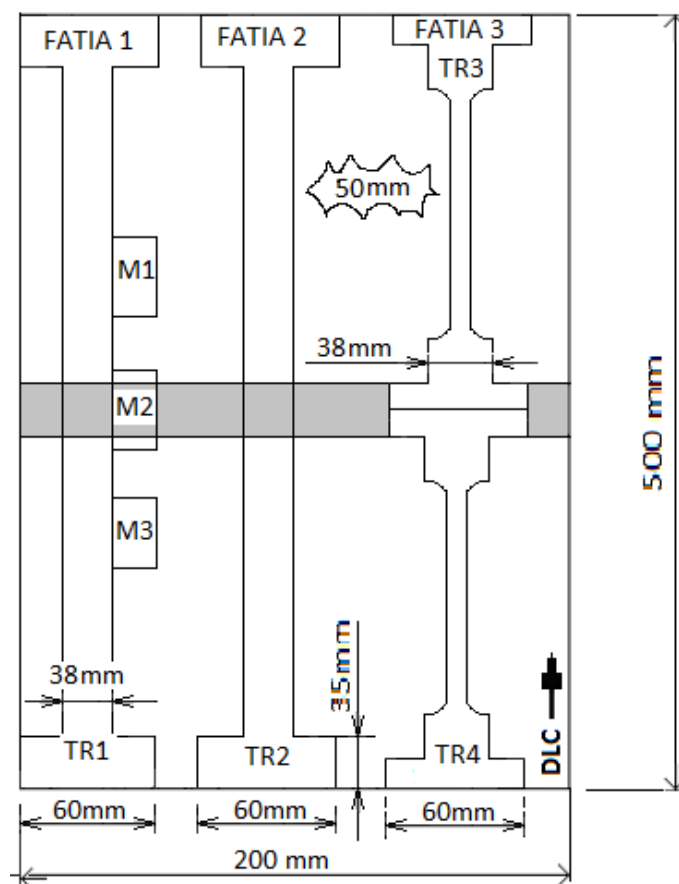 FATIA 1
FATIA 2
FATIA 3
TR3
50mm
M1
38mm
M2
500 mm
M3
38mm
35mm
TR1
TR2
TR4
DLC
60mm
60mm
60mm
200 mm